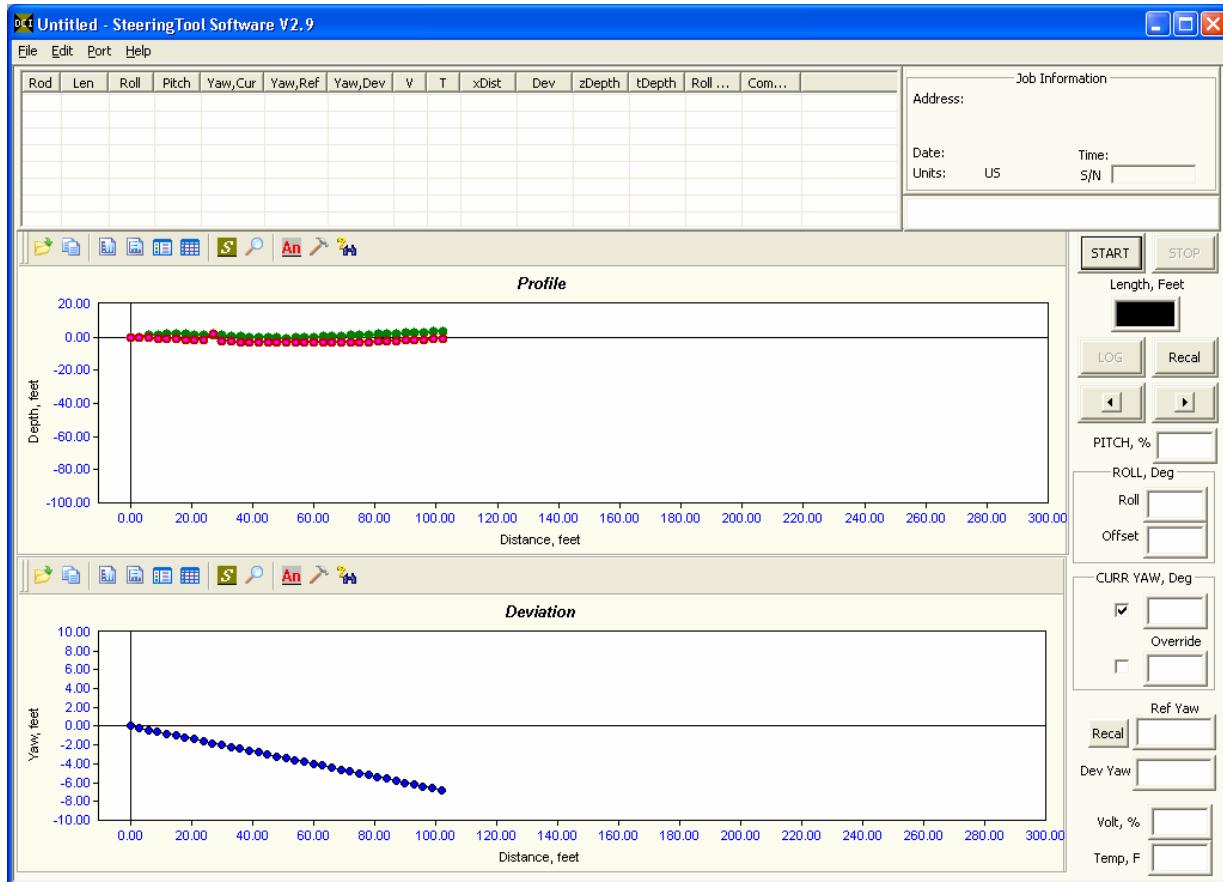 DCI Untitled - SteeringTool Software V2.9
File Edit Port Help
Rod Len Roll Pitch Yaw,Cur Yaw,Ref Yaw,Dev V T xDist Dev zDepth tDepth Roll ... Com...
Job Information
Address:
Date: Time:
Units: US S/N
S An
START STOP
Length, Feet
LOG Recal
PITCH, %
ROLL, Deg
Roll
Offset
Profile
20.00
0.00
-20.00
-40.00
-60.00
-80.00
-100.00
Depth, feet
0.00 20.00 40.00 60.00 80.00 100.00 120.00 140.00 160.00 180.00 200.00 220.00 240.00 260.00 280.00 300.00
Distance, feet
S An
CURR YAW, Deg
Override
Ref Yaw
Recal
Dev Yaw
Volt, %
Temp, F
Deviation
10.00
8.00
6.00
4.00
2.00
0.00
-2.00
-4.00
-6.00
-8.00
-10.00
Yaw, feet
0.00 20.00 40.00 60.00 80.00 100.00 120.00 140.00 160.00 180.00 200.00 220.00 240.00 260.00 280.00 300.00
Distance, feet